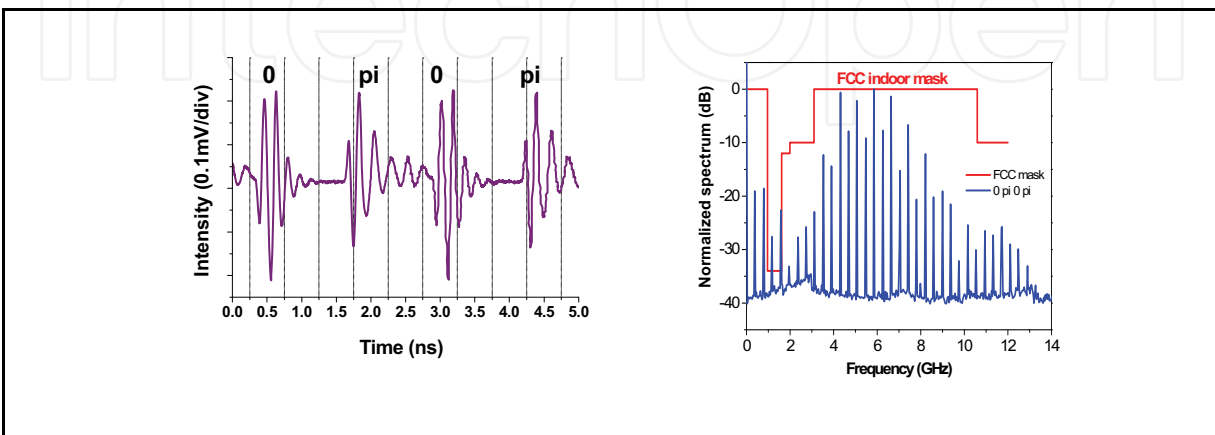 IntechOpen
0 pi 0 pi
Intensity (0.1mV/div)
0.0 0.5 1.0 1.5 2.0 2.5 3.0 3.5 4.0 4.5 5.0
Time (ns)
FCC indoor mask
Normalized spectrum (dB)
0
-10
-20
-30
-40
FCC mask
0 pi 0 pi
0 2 4 6 8 10 12 14
Frequency (GHz)